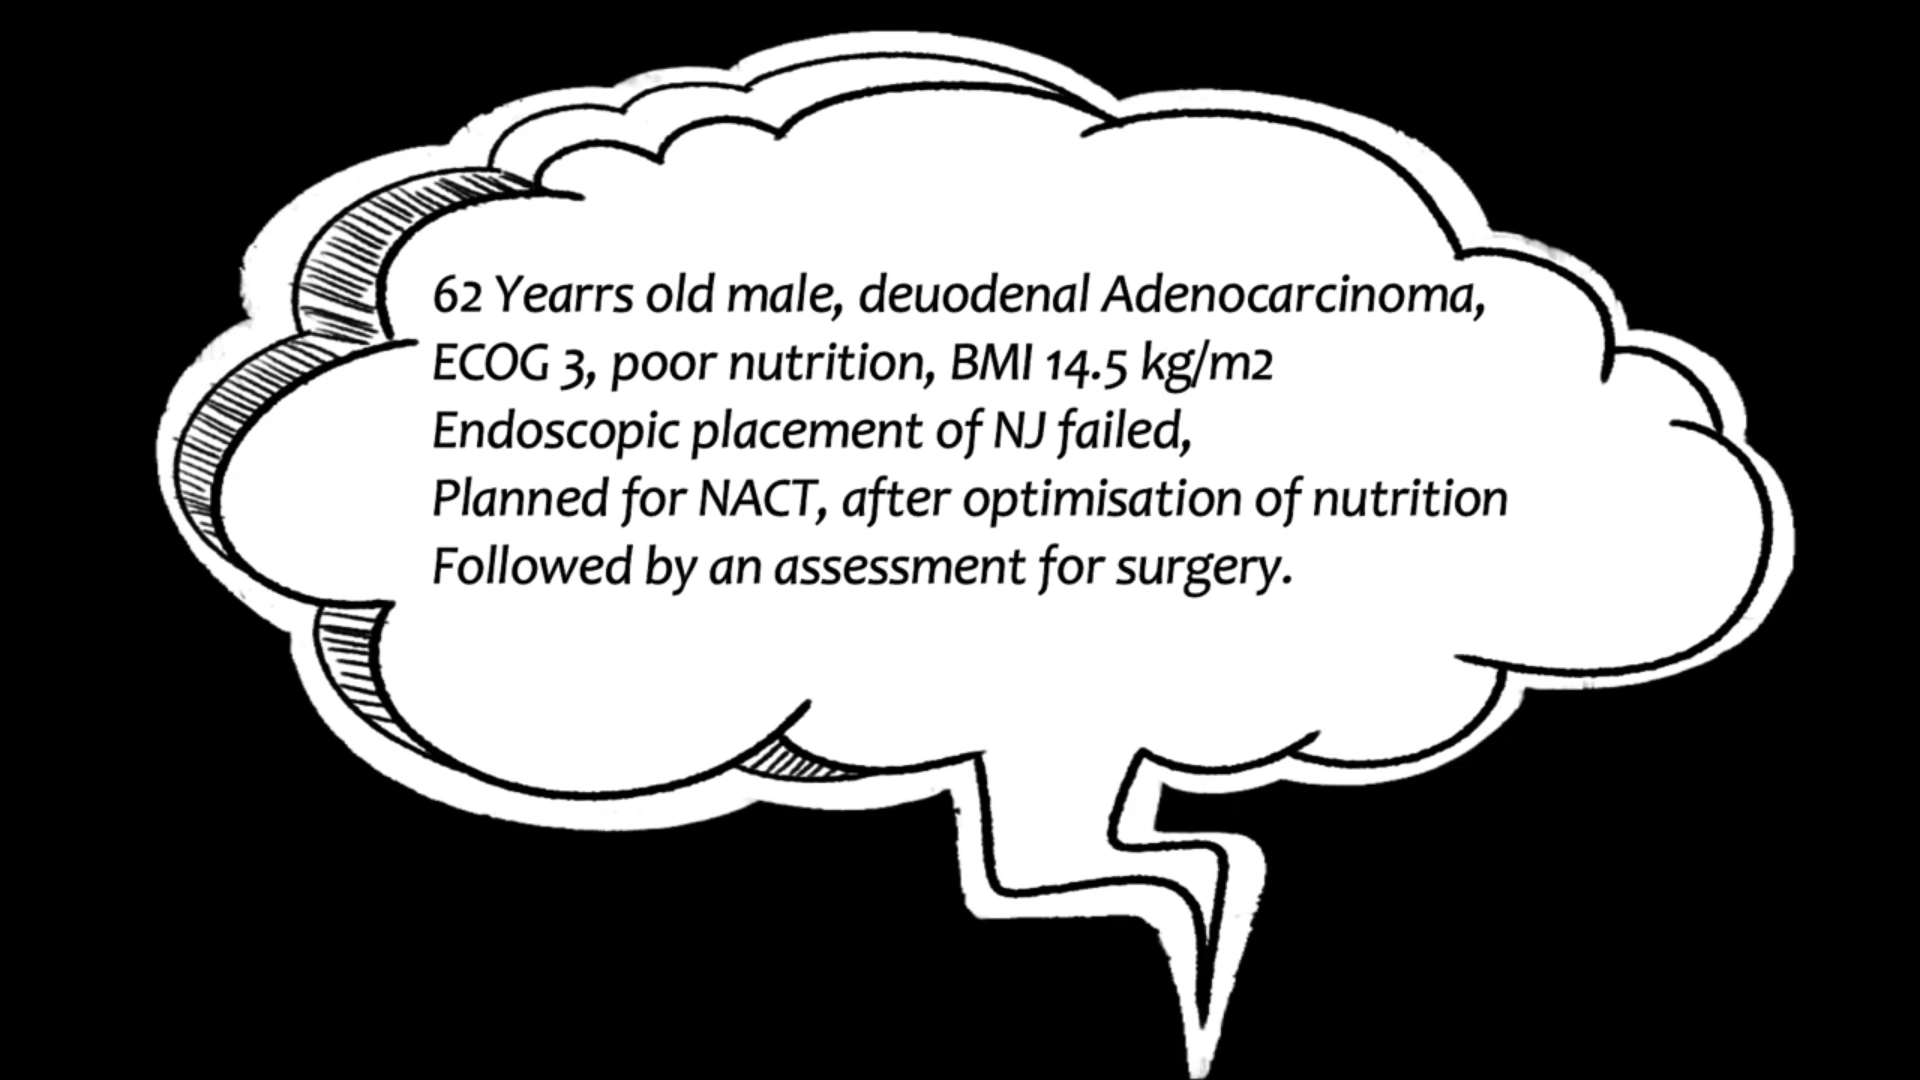 62 Yearrs old male, deuodenal Adenocarcinoma,
ECOG 3, poor nutrition, BMI 14.5 kg/m2
Endoscopic placement of NJ failed,
Planned for NACT, after optimisation of nutrition
Followed by an assessment for surgery.